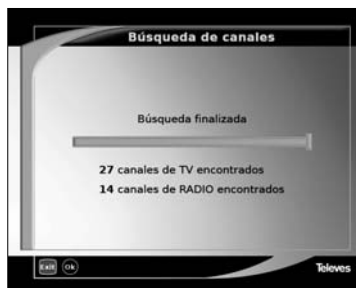 Búsqueda de canales
Búsqueda finalizada
27 canales de TV encontrados
14 canales de RADIO encontrados
Exit Ok
Televes